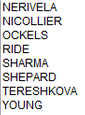 NERIVELA
NICOLLIER
OCKELS
RIDE
SHARMA
SHEPARD
TERESHKOVA
YOUNG